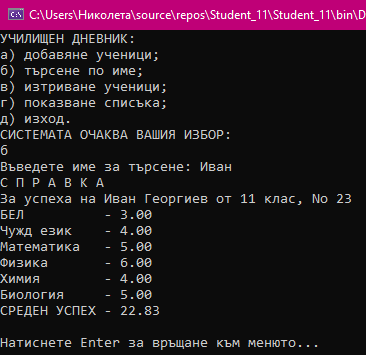 C:\Users\Николета\source\repos\Student_11\Student_11\bin\D
УЧИЛИЩЕН ДНЕВНИК:
а) добавяне ученици;
б) търсене по име;
в) изтриване ученици;
г) показване списъка;
д) изход.
СИСТЕМАТА ОЧАКВА ВАШИЯ ИЗБОР:
б
Въведете име за търсене: Иван
С П Р А В К А
За успеха на Иван Георгиев от 11 клас, No 23
БЕЛ - 3.00
Чужд език - 4.00
Математика - 5.00
Физика - 6.00
Химия - 4.00
Биология - 5.00
СРЕДЕН УСПЕХ - 22.83
Натиснете Enter за връщане към менюто...